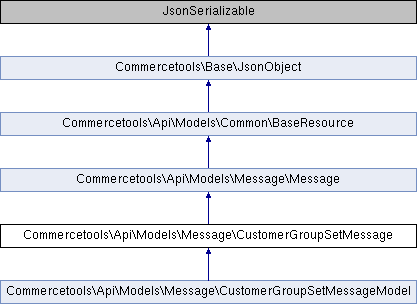 JsonSerializable
Commercetools\Base\JsonObject
Commercetools\Api\Models\Common\BaseResource
Commercetools\Api\Models\Message\Message
Commercetools\Api\Models\Message\CustomerGroupSetMessage
Commercetools\Api\Models\Message\CustomerGroupSetMessageModel